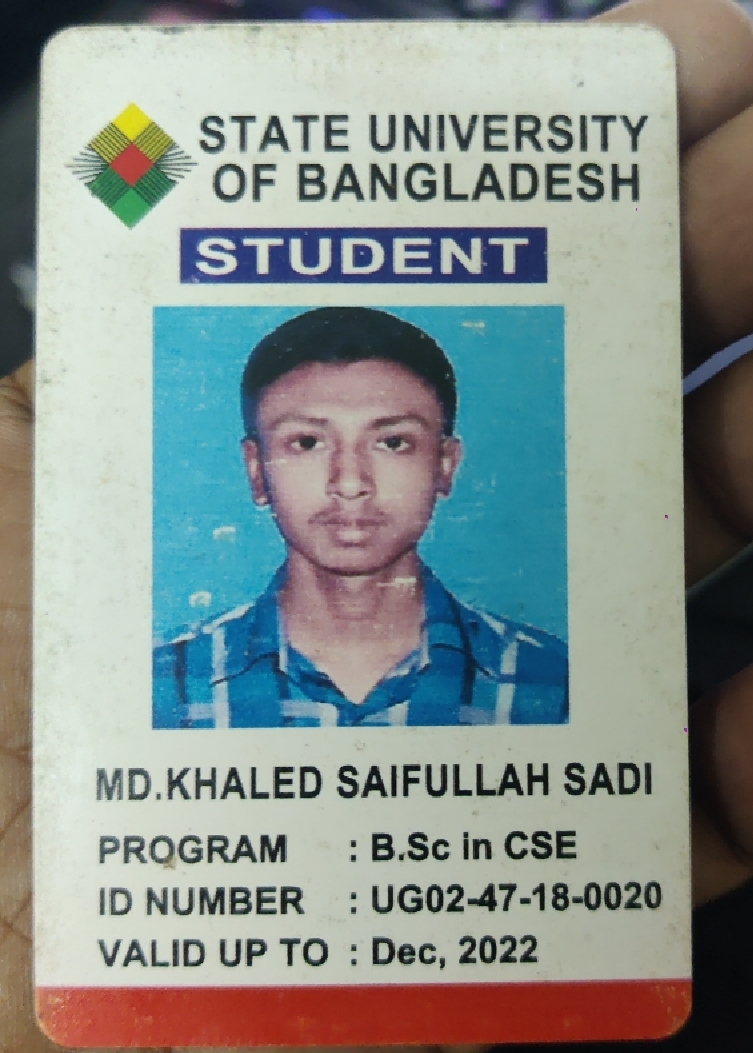 STATE UNIVERSITY
OF BANGLADESH
STUDENT
MD.KHALED SAIFULLAH SADI
PROGRAM : B.Sc in CSE
ID NUMBER : UG02-47-18-0020
VALID UP TO : Dec, 2022